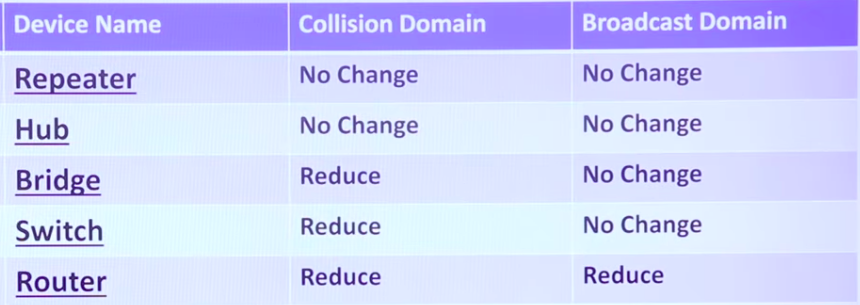 Device Name Collision Domain Broadcast Domain
Repeater No Change No Change
Hub No Change No Change
Bridge Reduce No Change
Switch Reduce No Change
Router Reduce Reduce